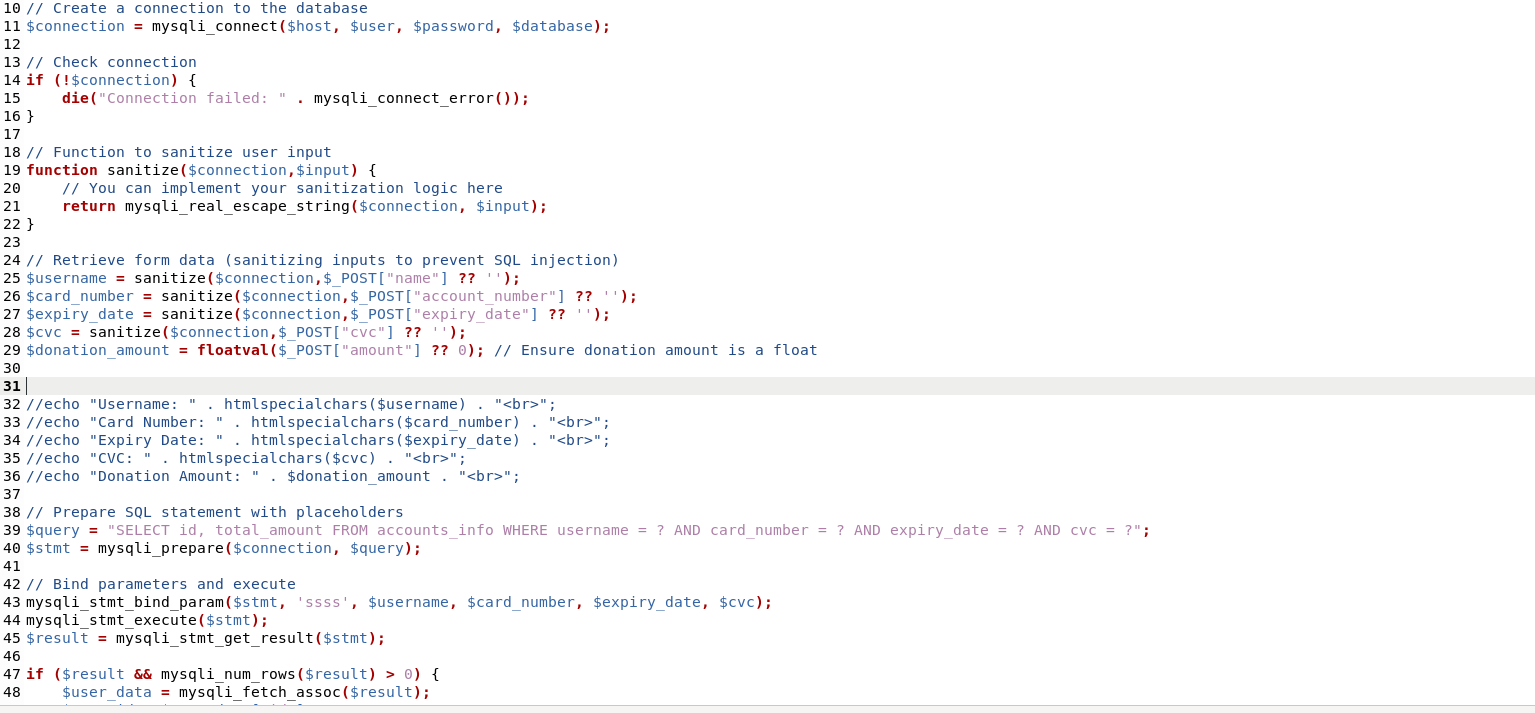 10 // Create a connection to the database
11 $connection = mysqli_connect($host, $user, $password, $database);
12
13 // Check connection
14 if (!$connection) {
15     die("Connection failed: " . mysqli_connect_error());
16 }
17
18 // Function to sanitize user input
19 function sanitize($connection,$input) {
20     // You can implement your sanitization logic here
21     return mysqli_real_escape_string($connection, $input);
22 }
23
24 // Retrieve form data (sanitizing inputs to prevent SQL injection)
25 $username = sanitize($connection,$_POST["name"] ?? '');
26 $card_number = sanitize($connection,$_POST["account_number"] ?? '');
27 $expiry_date = sanitize($connection,$_POST["expiry_date"] ?? '');
28 $cvc = sanitize($connection,$_POST["cvc"] ?? '');
29 $donation_amount = floatval($_POST["amount"] ?? 0); // Ensure donation amount is a float
30
31
32 //echo "Username: " . htmlspecialchars($username) . "<br>";
33 //echo "Card Number: " . htmlspecialchars($card_number) . "<br>";
34 //echo "Expiry Date: " . htmlspecialchars($expiry_date) . "<br>";
35 //echo "CVC: " . htmlspecialchars($cvc) . "<br>";
36 //echo "Donation Amount: " . $donation_amount . "<br>";
37
38 // Prepare SQL statement with placeholders
39 $query = "SELECT id, total_amount FROM accounts_info WHERE username = ? AND card_number = ? AND expiry_date = ? AND cvc = ?";
40 $stmt = mysqli_prepare($connection, $query);
41
42 // Bind parameters and execute
43 mysqli_stmt_bind_param($stmt, 'ssss', $username, $card_number, $expiry_date, $cvc);
44 mysqli_stmt_execute($stmt);
45 $result = mysqli_stmt_get_result($stmt);
46
47 if ($result && mysqli_num_rows($result) > 0) {
48     $user_data = mysqli_fetch_assoc($result);